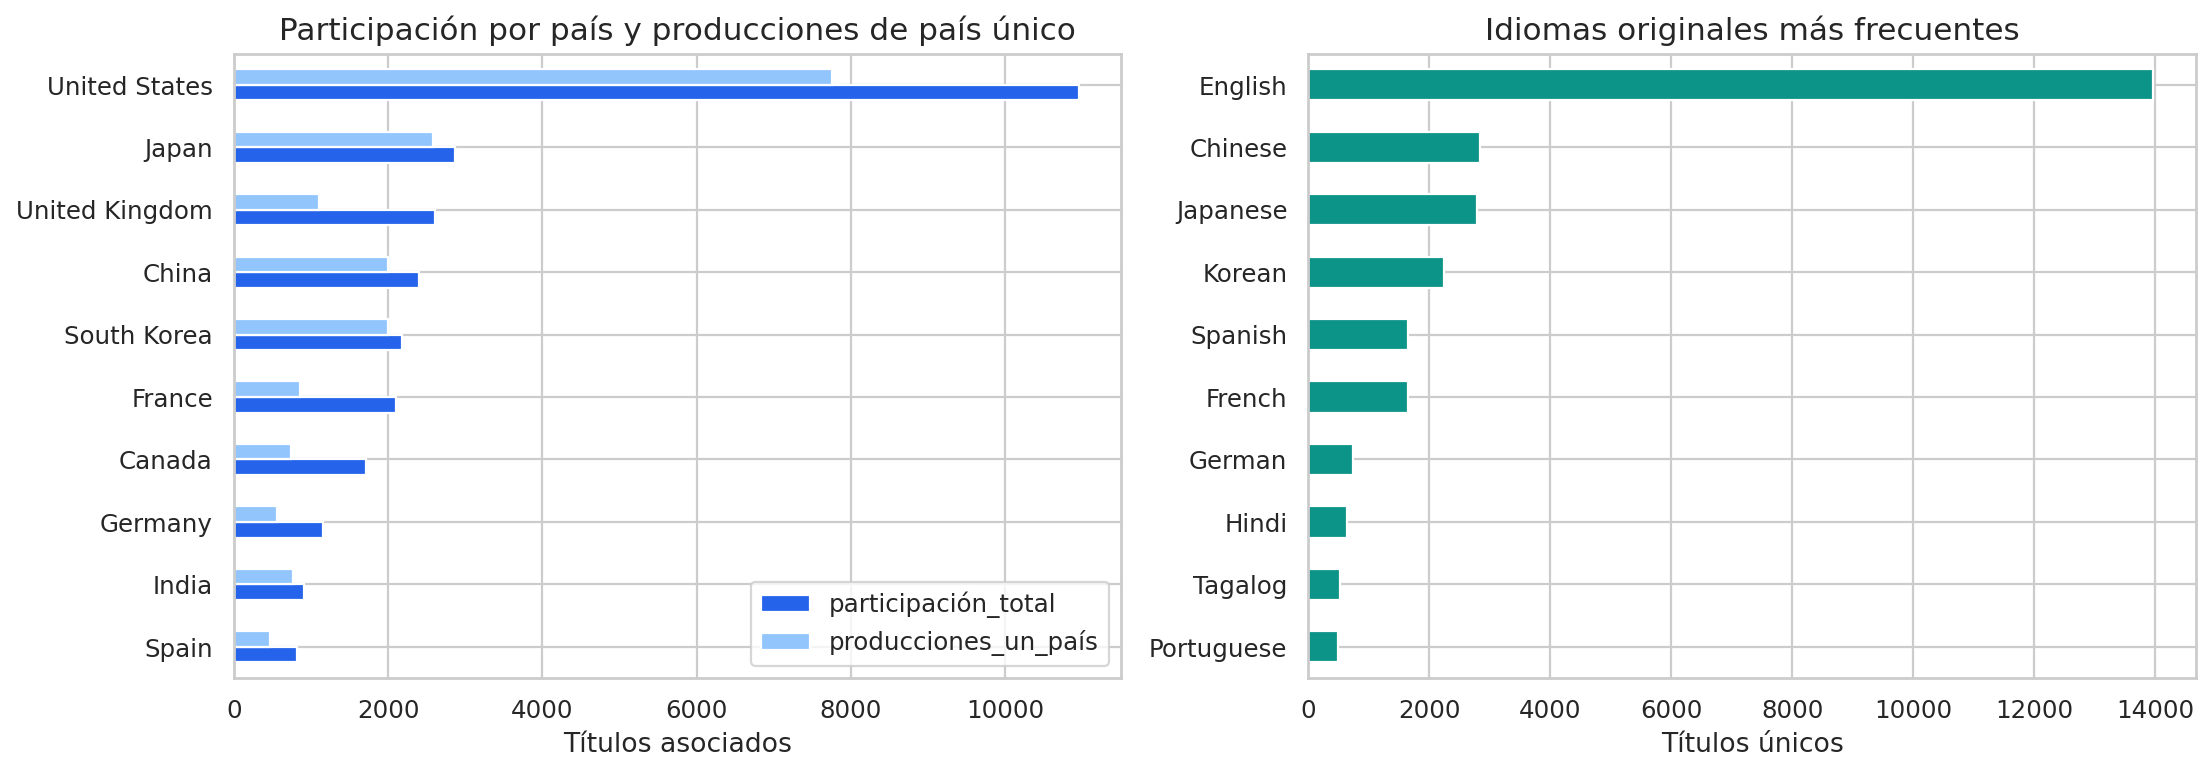 Participación por país y producciones de país único
United States
Japan
United Kingdom
China
South Korea
France
Canada
Germany
India
Spain
participación_total
producciones_un_país
0 2000 4000 6000 8000 10000
Títulos asociados
Idiomas originales más frecuentes
English
Chinese
Japanese
Korean
Spanish
French
German
Hindi
Tagalog
Portuguese
0 2000 4000 6000 8000 10000 12000 14000
Títulos únicos